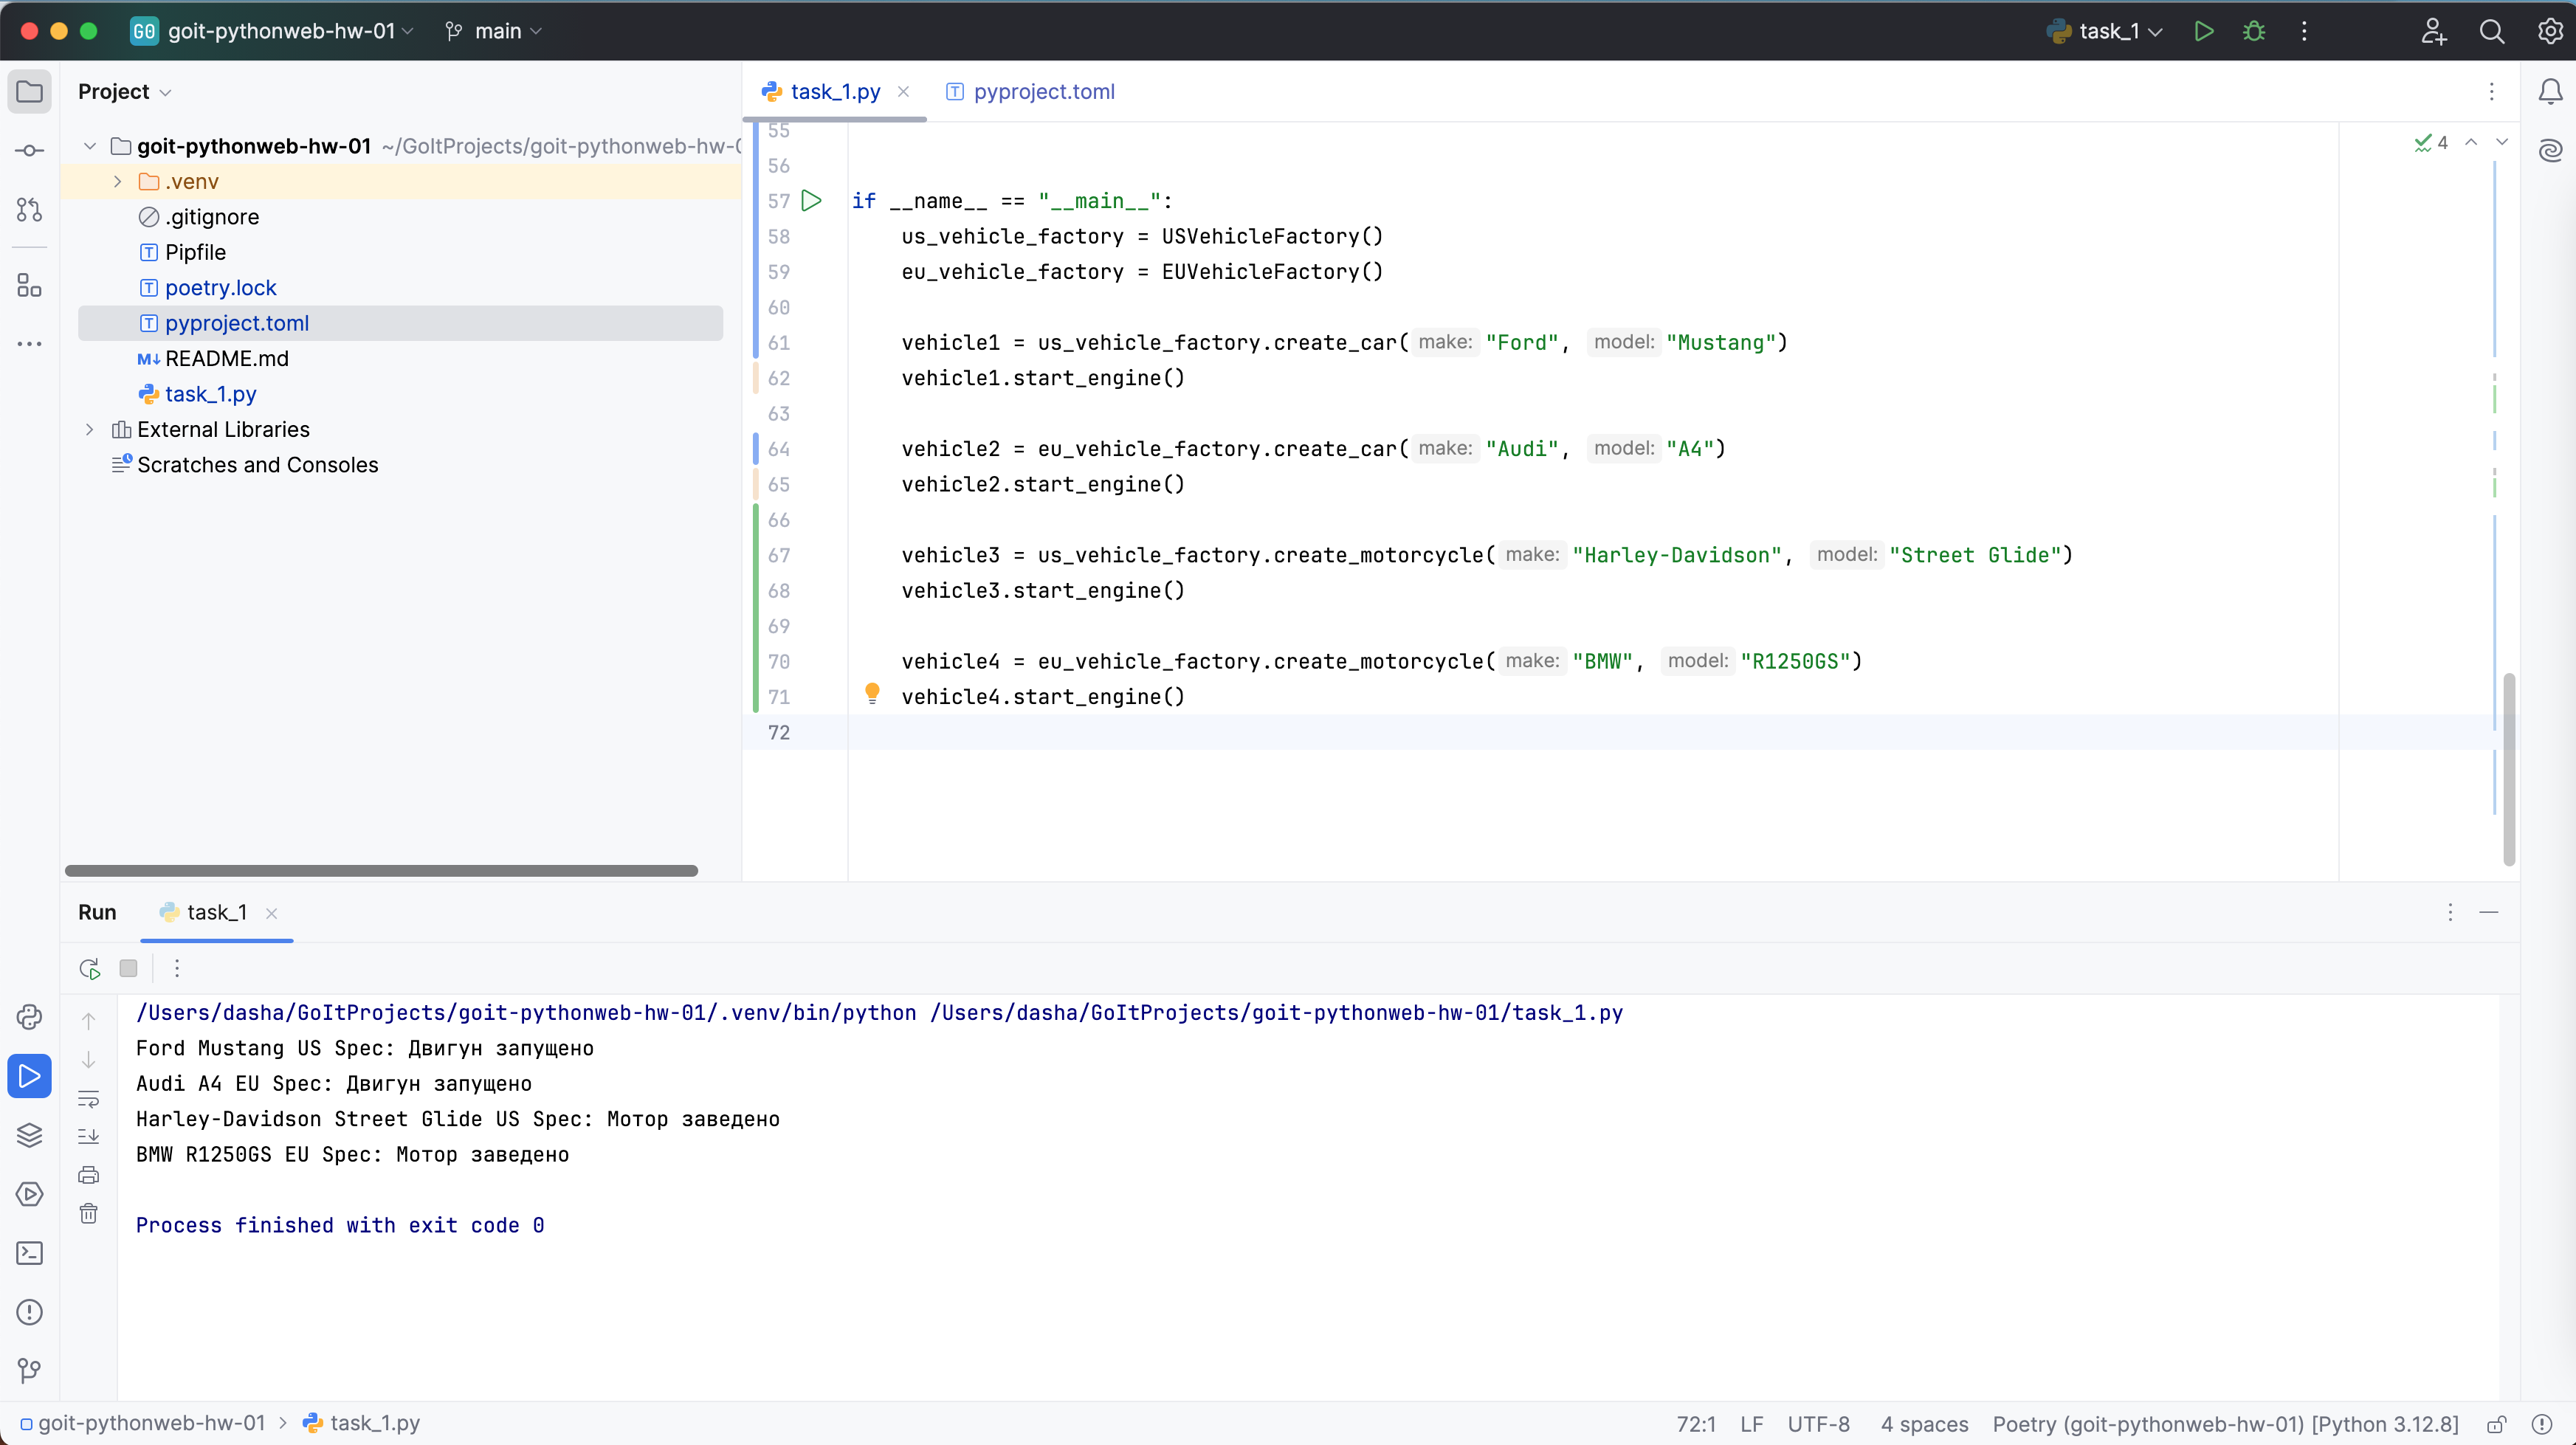 GO goit-pythonweb-hw-01 main task_1
Project
goit-pythonweb-hw-01 ~/GoItProjects/goit-pythonweb-hw-0
.venv
.gitignore
Pipfile
poetry.lock
pyproject.toml
README.md
task_1.py
External Libraries
Scratches and Consoles
task_1.py pyproject.toml
4
55
56
57 if __name__ == "__main__":
58 us_vehicle_factory = USVehicleFactory()
59 eu_vehicle_factory = EUVehicleFactory()
60
61 vehicle1 = us_vehicle_factory.create_car( make: "Ford", model: "Mustang")
62 vehicle1.start_engine()
63
64 vehicle2 = eu_vehicle_factory.create_car( make: "Audi", model: "A4")
65 vehicle2.start_engine()
66
67 vehicle3 = us_vehicle_factory.create_motorcycle( make: "Harley-Davidson", model: "Street Glide")
68 vehicle3.start_engine()
69
70 vehicle4 = eu_vehicle_factory.create_motorcycle( make: "BMW", model: "R1250GS")
71 vehicle4.start_engine()
72
Run task_1
/Users/dasha/GoItProjects/goit-pythonweb-hw-01/.venv/bin/python /Users/dasha/GoItProjects/goit-pythonweb-hw-01/task_1.py
Ford Mustang US Spec: Двигун запущено
Audi A4 EU Spec: Двигун запущено
Harley-Davidson Street Glide US Spec: Мотор заведено
BMW R1250GS EU Spec: Мотор заведено
Process finished with exit code 0
goit-pythonweb-hw-01 > task_1.py 72:1 LF UTF-8 4 spaces Poetry (goit-pythonweb-hw-01) [Python 3.12.8]